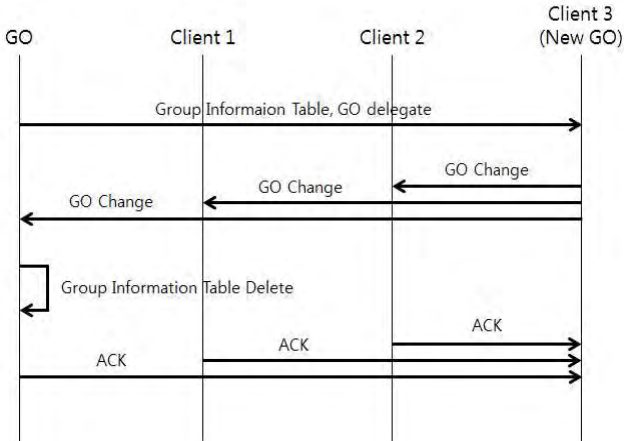 GO
Client 1
Client 2
Client 3
(New GO)
Group Informaion Table, GO delegate
GO Change
GO Change
GO Change
Group Information Table Delete
ACK
ACK
ACK